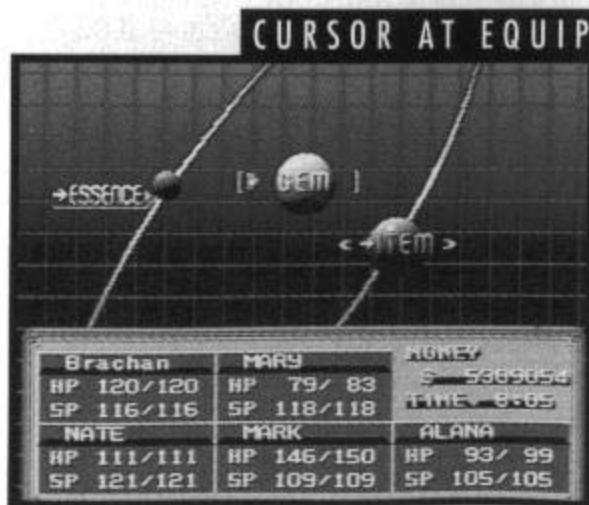 CURSOR AT EQUIP
→ESSENCE
[▶ GEM ]
<→ITEM >
Brachan
HP 120/120
SP 116/116
MARY
HP 79/ 83
SP 118/118
MONEY
$ 5389054
TIME, 8:05
NATE
HP 111/111
SP 121/121
MARK
HP 146/150
SP 109/109
ALANA
HP 93/ 99
SP 105/105